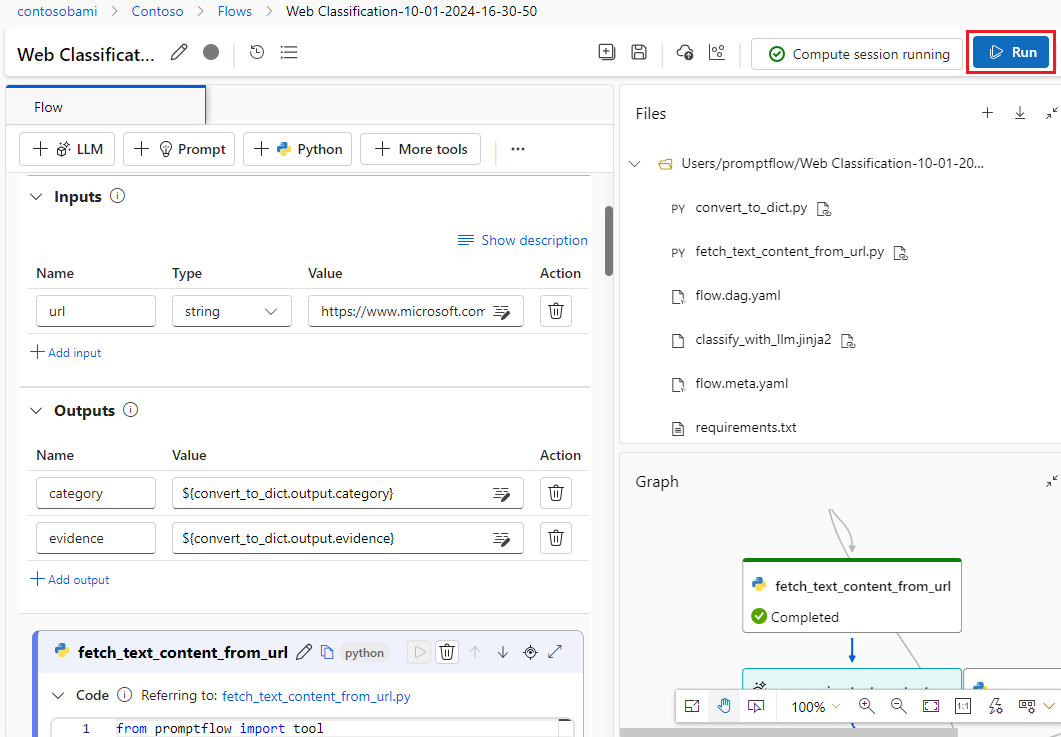 contosobami > Contoso > Flows > Web Classification-10-01-2024-16-30-50
Web Classificat...
Compute session running
Run
Flow
LLM
Prompt
Python
More tools
...
Inputs
Show description
Name Type Value Action
url string https://www.microsoft.com
Add input
Outputs
Name Value Action
category ${convert_to_dict.output.category}
evidence ${convert_to_dict.output.evidence}
Add output
fetch_text_content_from_url python
Code Referring to: fetch_text_content_from_url.py
1 from promptflow import tool
Files
Users/promptflow/Web Classification-10-01-20...
PY convert_to_dict.py
PY fetch_text_content_from_url.py
flow.dag.yaml
classify_with_llm.jinja2
flow.meta.yaml
requirements.txt
Graph
fetch_text_content_from_url
Completed
100%
1:1